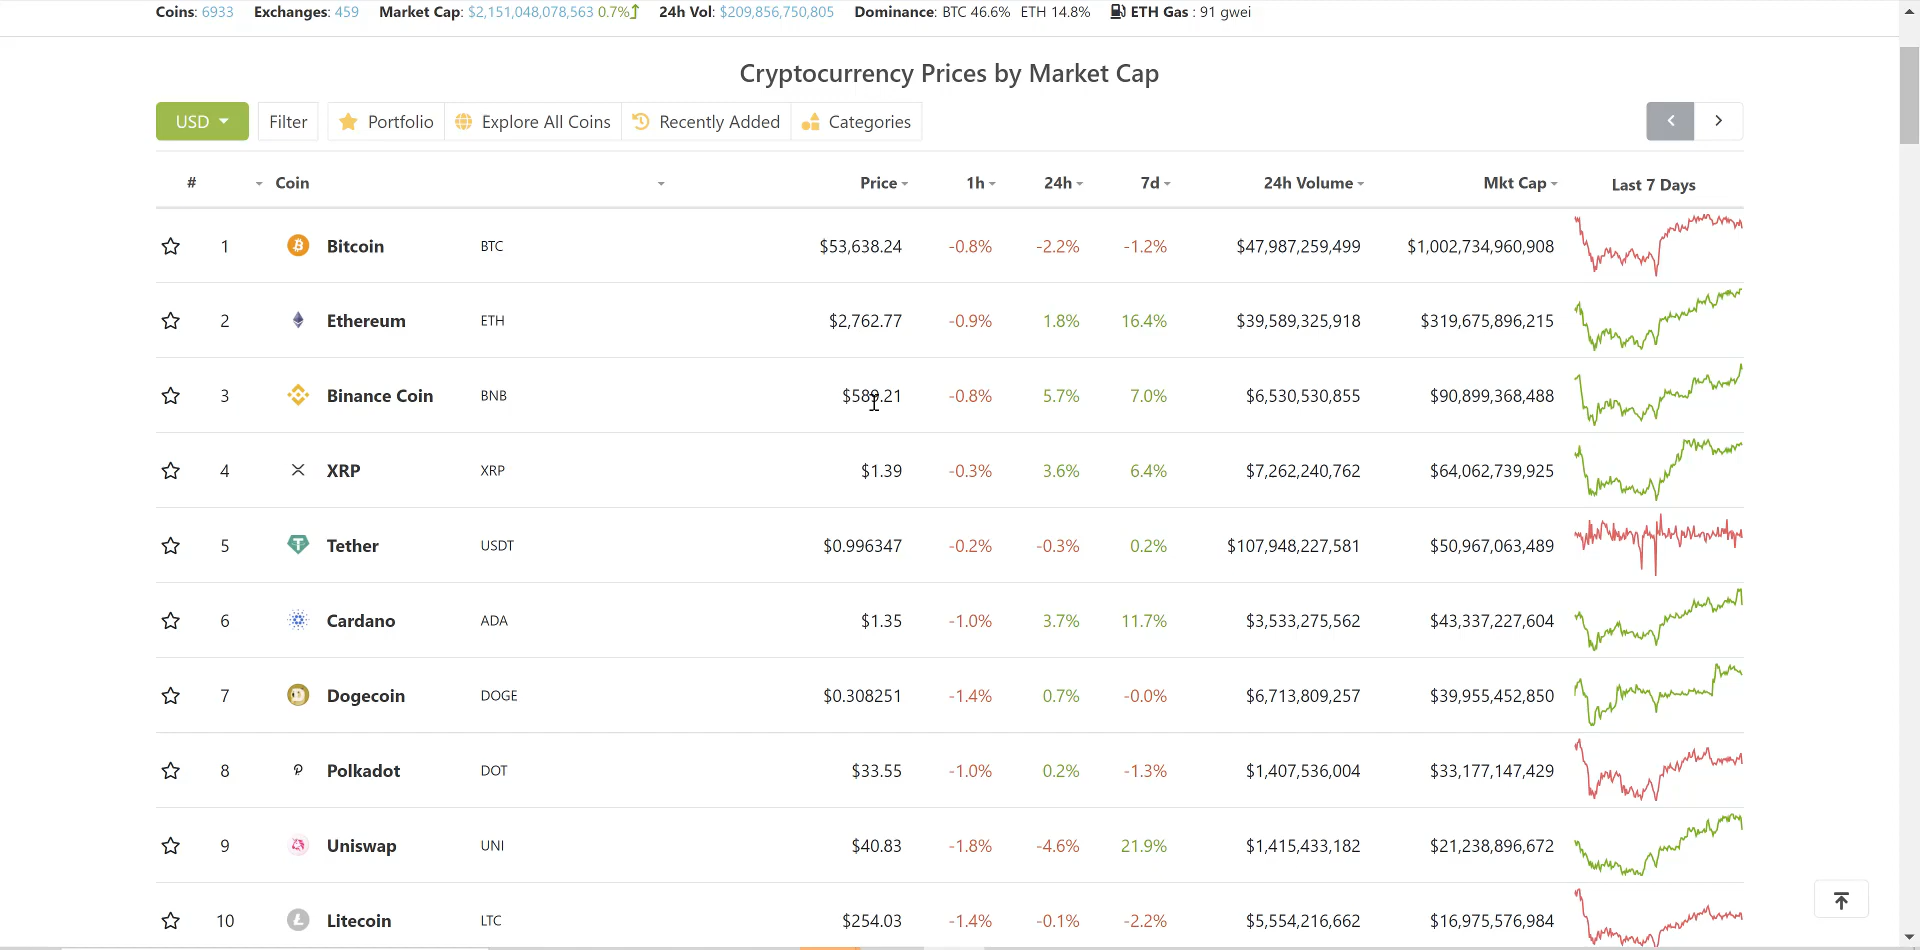 Coins: 6933 Exchanges: 459 Market Cap: $2,151,048,078,563 0.7% 24h Vol: $209,856,750,805 Dominance: BTC 46.6% ETH 14.8% ETH Gas : 91 gwei
Cryptocurrency Prices by Market Cap
USD Filter Portfolio Explore All Coins Recently Added Categories
# Coin Price 1h 24h 7d 24h Volume Mkt Cap Last 7 Days
1 Bitcoin BTC $53,638.24 -0.8% -2.2% -1.2% $47,987,259,499 $1,002,734,960,908
2 Ethereum ETH $2,762.77 -0.9% 1.8% 16.4% $39,589,325,918 $319,675,896,215
3 Binance Coin BNB $589.21 -0.8% 5.7% 7.0% $6,530,530,855 $90,899,368,488
4 XRP XRP $1.39 -0.3% 3.6% 6.4% $7,262,240,762 $64,062,739,925
5 Tether USDT $0.996347 -0.2% -0.3% 0.2% $107,948,227,581 $50,967,063,489
6 Cardano ADA $1.35 -1.0% 3.7% 11.7% $3,533,275,562 $43,337,227,604
7 Dogecoin DOGE $0.308251 -1.4% 0.7% -0.0% $6,713,809,257 $39,955,452,850
8 Polkadot DOT $33.55 -1.0% 0.2% -1.3% $1,407,536,004 $33,177,147,429
9 Uniswap UNI $40.83 -1.8% -4.6% 21.9% $1,415,433,182 $21,238,896,672
10 Litecoin LTC $254.03 -1.4% -0.1% -2.2% $5,554,216,662 $16,975,576,984